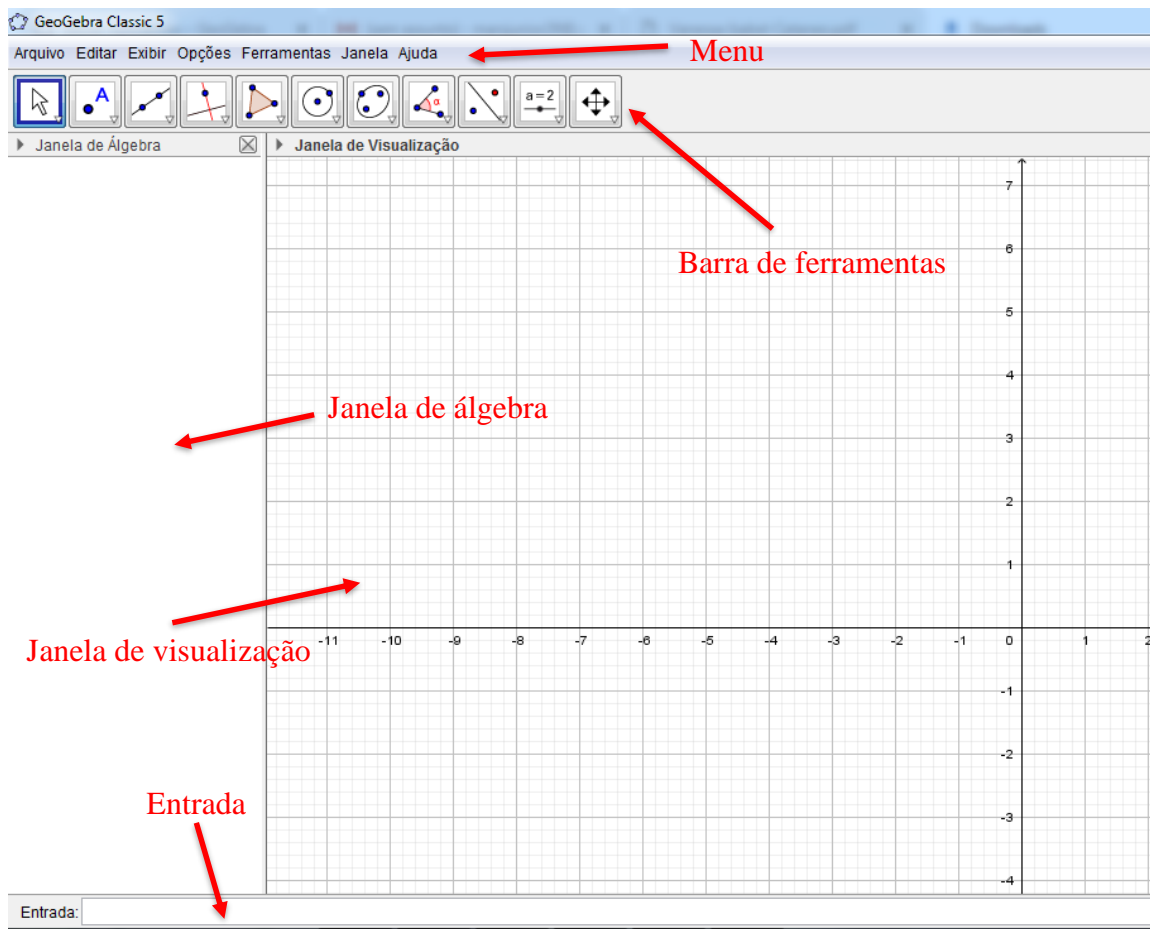 GeoGebra Classic 5
Arquivo Editar Exibir Opções Ferramentas Janela Ajuda
Menu
A
α
a=2
Janela de Álgebra
Janela de Visualização
7
Barra de ferramentas
6
5
4
Janela de álgebra
3
2
1
Janela de visualização
-11 -10 -9 -8 -7 -6 -5 -4 -3 -2 -1 0 1 2
-1
-2
Entrada
-3
-4
Entrada: